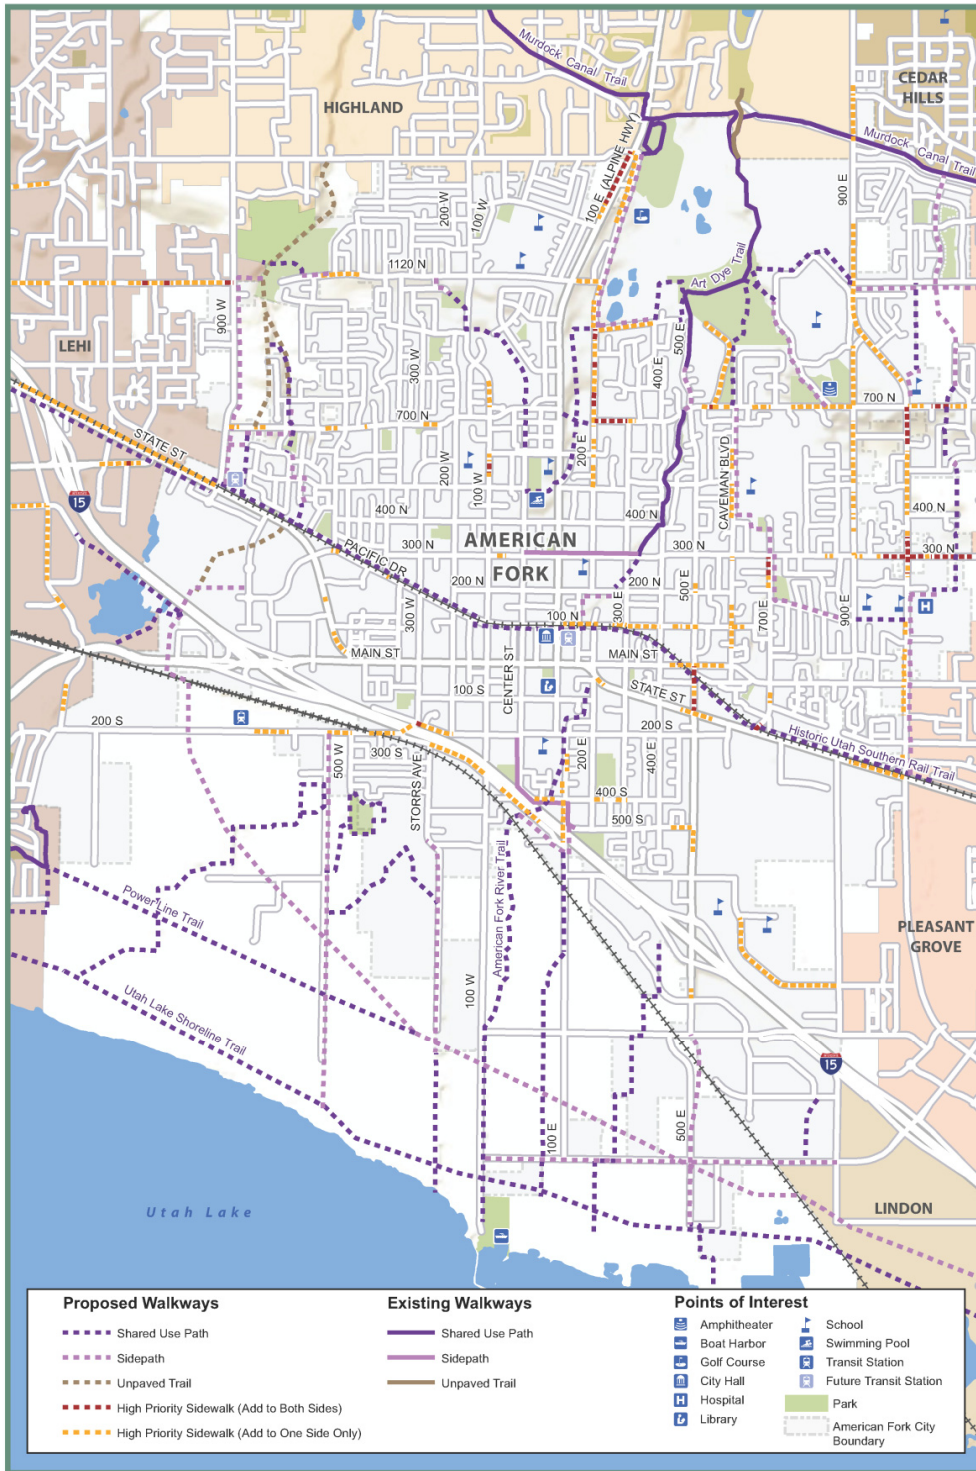 Murdock Canal Trail
CEDAR
HILLS
HIGHLAND
100 E (ALPINE HWY)
Murdock Canal Trail
900 E
200 W
100 W
1120 N
Art Dye Trail
900 W
LEHI
500 E
300 W
400 E
700 N
700 N
STATE ST
200 E
CAVEMAN BLVD
200 W
100 W
15
400 N
400 N
400 N
AMERICAN
FORK
300 N
300 N
300 N
PACIFIC DR
200 N
200 N
500 E
300 E
700 E
900 E
300 W
100 N
MAIN ST
MAIN ST
CENTER ST
100 S
STATE ST
200 S
200 S
Historic Utah Southern Rail Trail
300 S
500 W
STORRS AVE
200 E
400 E
400 S
500 S
American Fork River Trail
Power Line Trail
PLEASANT
GROVE
Utah Lake Shoreline Trail
100 W
15
100 E
500 E
Utah Lake
LINDON
Proposed Walkways
Shared Use Path
Sidepath
Unpaved Trail
High Priority Sidewalk (Add to Both Sides)
High Priority Sidewalk (Add to One Side Only)
Existing Walkways
Shared Use Path
Sidepath
Unpaved Trail
Points of Interest
Amphitheater
Boat Harbor
Golf Course
City Hall
H Hospital
Library
School
Swimming Pool
Transit Station
Future Transit Station
Park
American Fork City
Boundary